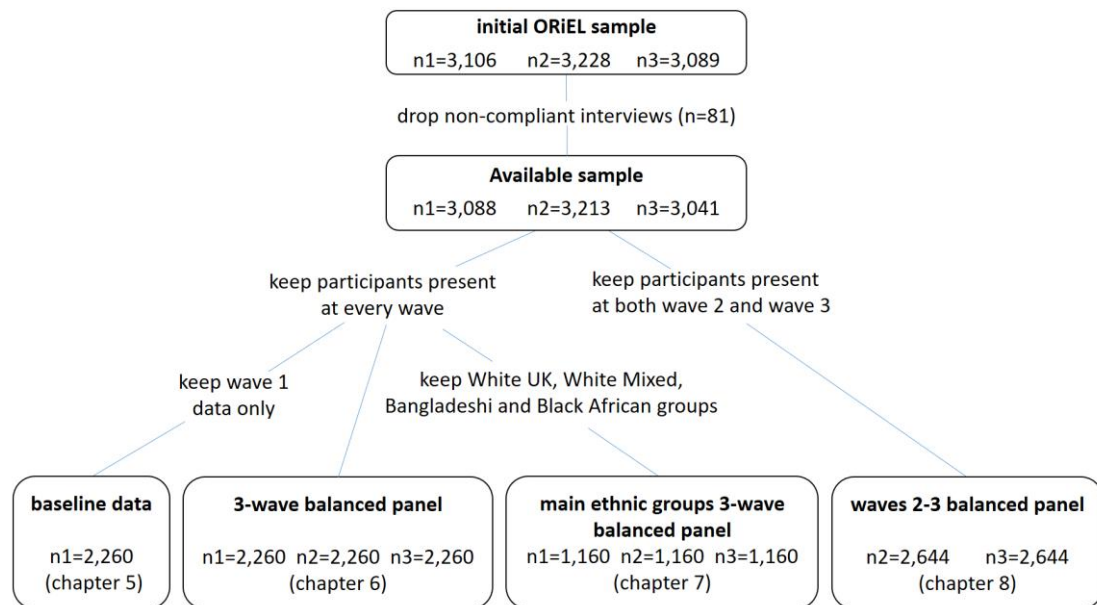 initial ORiEL sample
n1=3,106 n2=3,228 n3=3,089
drop non-compliant interviews (n=81)
Available sample
n1=3,088 n2=3,213 n3=3,041
keep participants present
at every wave
keep participants present
at both wave 2 and wave 3
keep wave 1
data only
keep White UK, White Mixed,
Bangladeshi and Black African groups
baseline data
n1=2,260
(chapter 5)
3-wave balanced panel
n1=2,260 n2=2,260 n3=2,260
(chapter 6)
main ethnic groups 3-wave
balanced panel
n1=1,160 n2=1,160 n3=1,160
(chapter 7)
waves 2-3 balanced panel
n2=2,644 n3=2,644
(chapter 8)